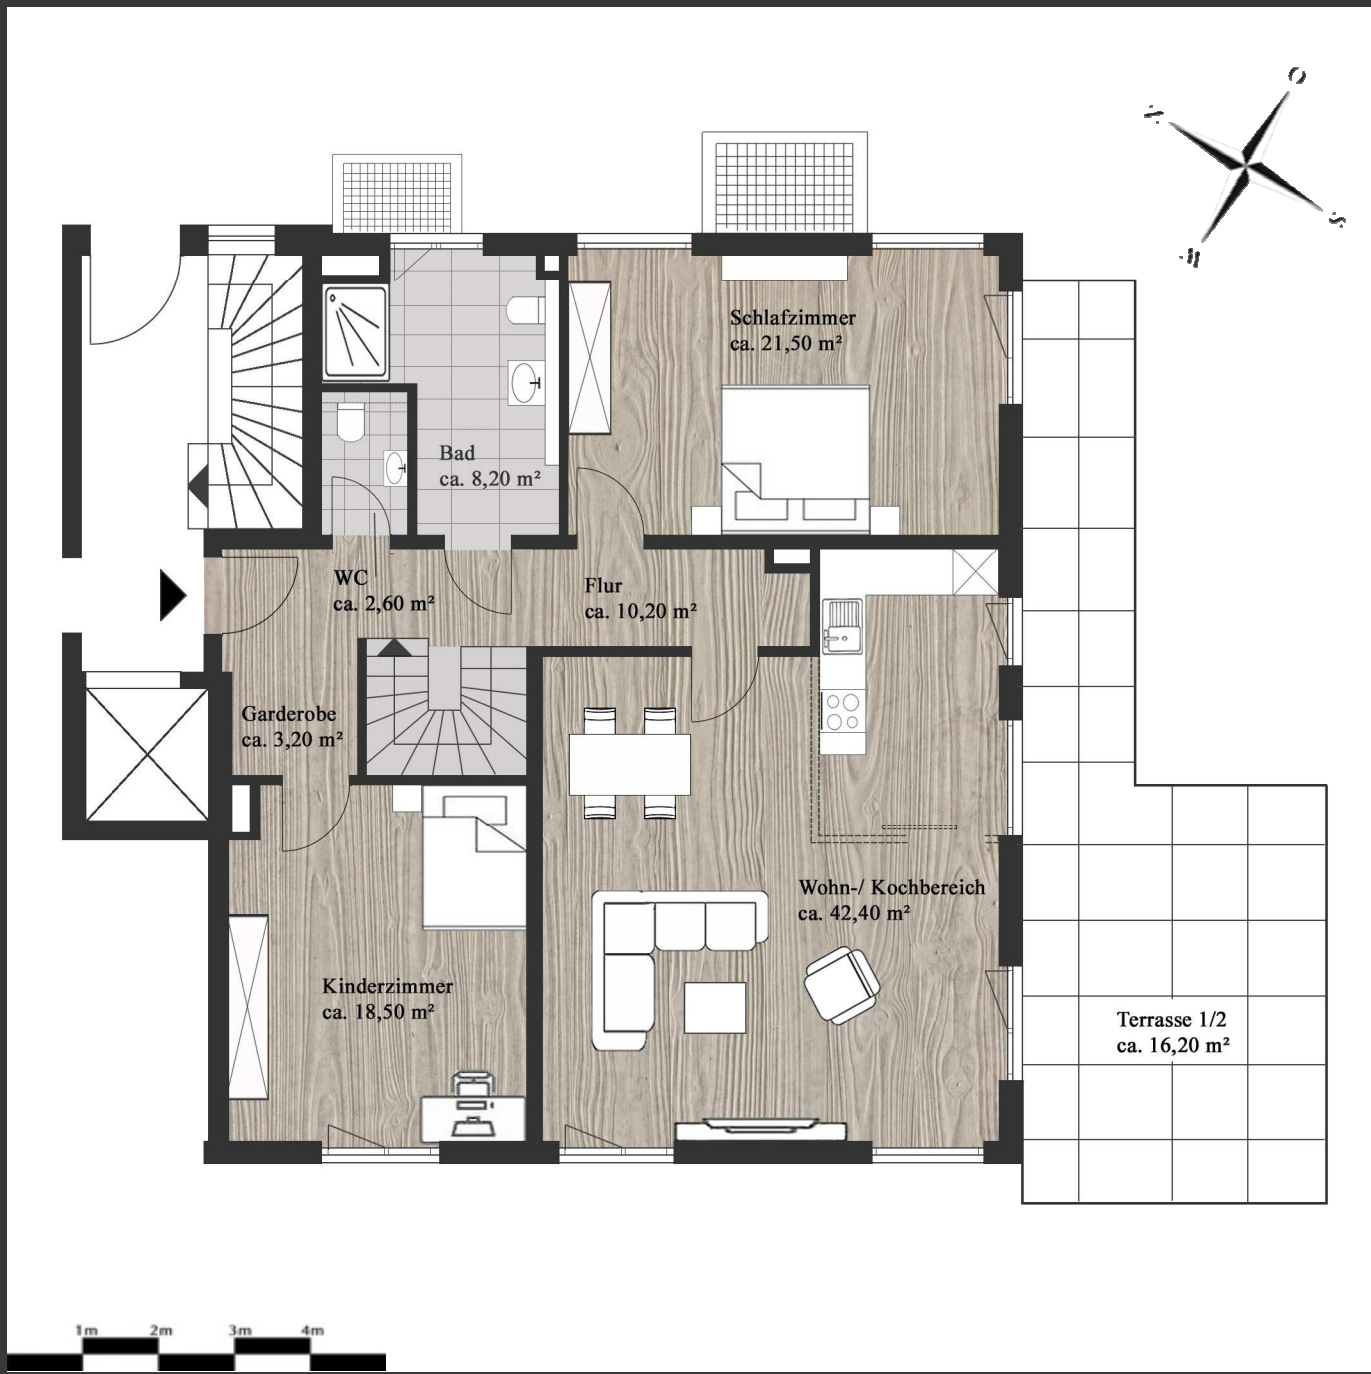 O
N
S
W
Schlafzimmer
ca. 21,50 m²
Bad
ca. 8,20 m²
WC
ca. 2,60 m²
Flur
ca. 10,20 m²
Garderobe
ca. 3,20 m²
Wohn-/ Kochbereich
ca. 42,40 m²
Kinderzimmer
ca. 18,50 m²
Terrasse 1/2
ca. 16,20 m²
1m 2m 3m 4m